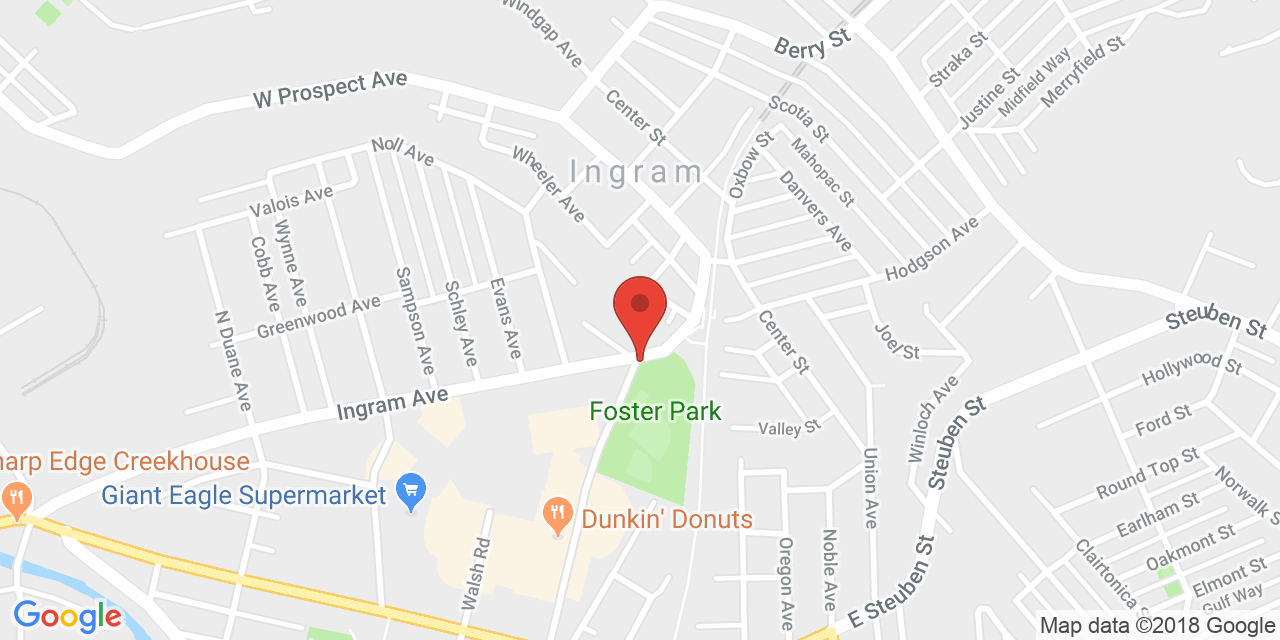 Windgap Ave
Berry St
Straka St
W Prospect Ave
Justine St
Midfield Way
Merryfield St
Center St
Scotia St
Noll Ave
Wheeler Ave
Ingram
Oxbow St
Mahopac St
Danvers Ave
Valois Ave
Hodgson Ave
Wynne Ave
Cobb Ave
Sampson Ave
Schley Ave
Evans Ave
Greenwood Ave
N Duane Ave
Center St
Joel St
Steuben St
Hollywood St
Ingram Ave
Foster Park
Winloch Ave
Steuben St
Ford St
Valley St
harp Edge Creekhouse
Giant Eagle Supermarket
Dunkin' Donuts
Union Ave
Round Top St
Norwalk S
Earlham St
Walsh Rd
Oregon Ave
Noble Ave
E Steuben St
Clairtonica S
Oakmont St
Elmont St
Gulf Way
Google
Map data ©2018 Google